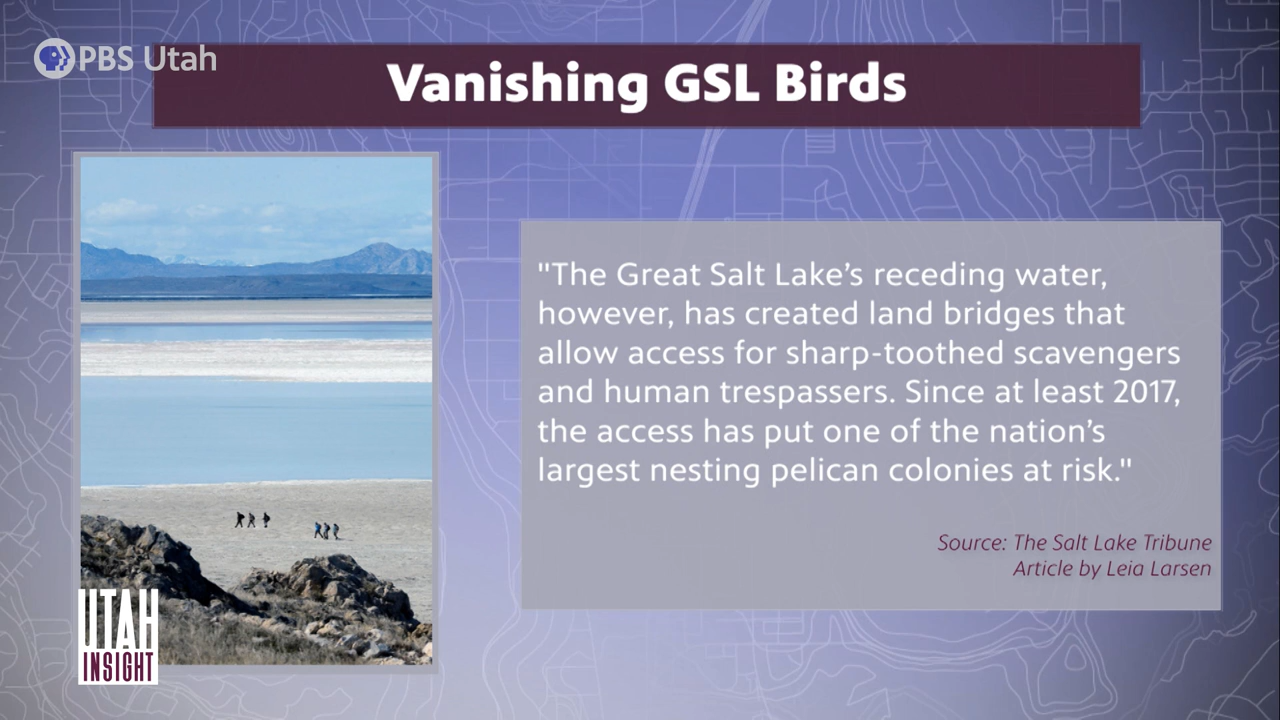 PBS Utah
Vanishing GSL Birds
"The Great Salt Lake’s receding water,
however, has created land bridges that
allow access for sharp-toothed scavengers
and human trespassers. Since at least 2017,
the access has put one of the nation’s
largest nesting pelican colonies at risk."
Source: The Salt Lake Tribune
Article by Leia Larsen
UTAH
INSIGHT